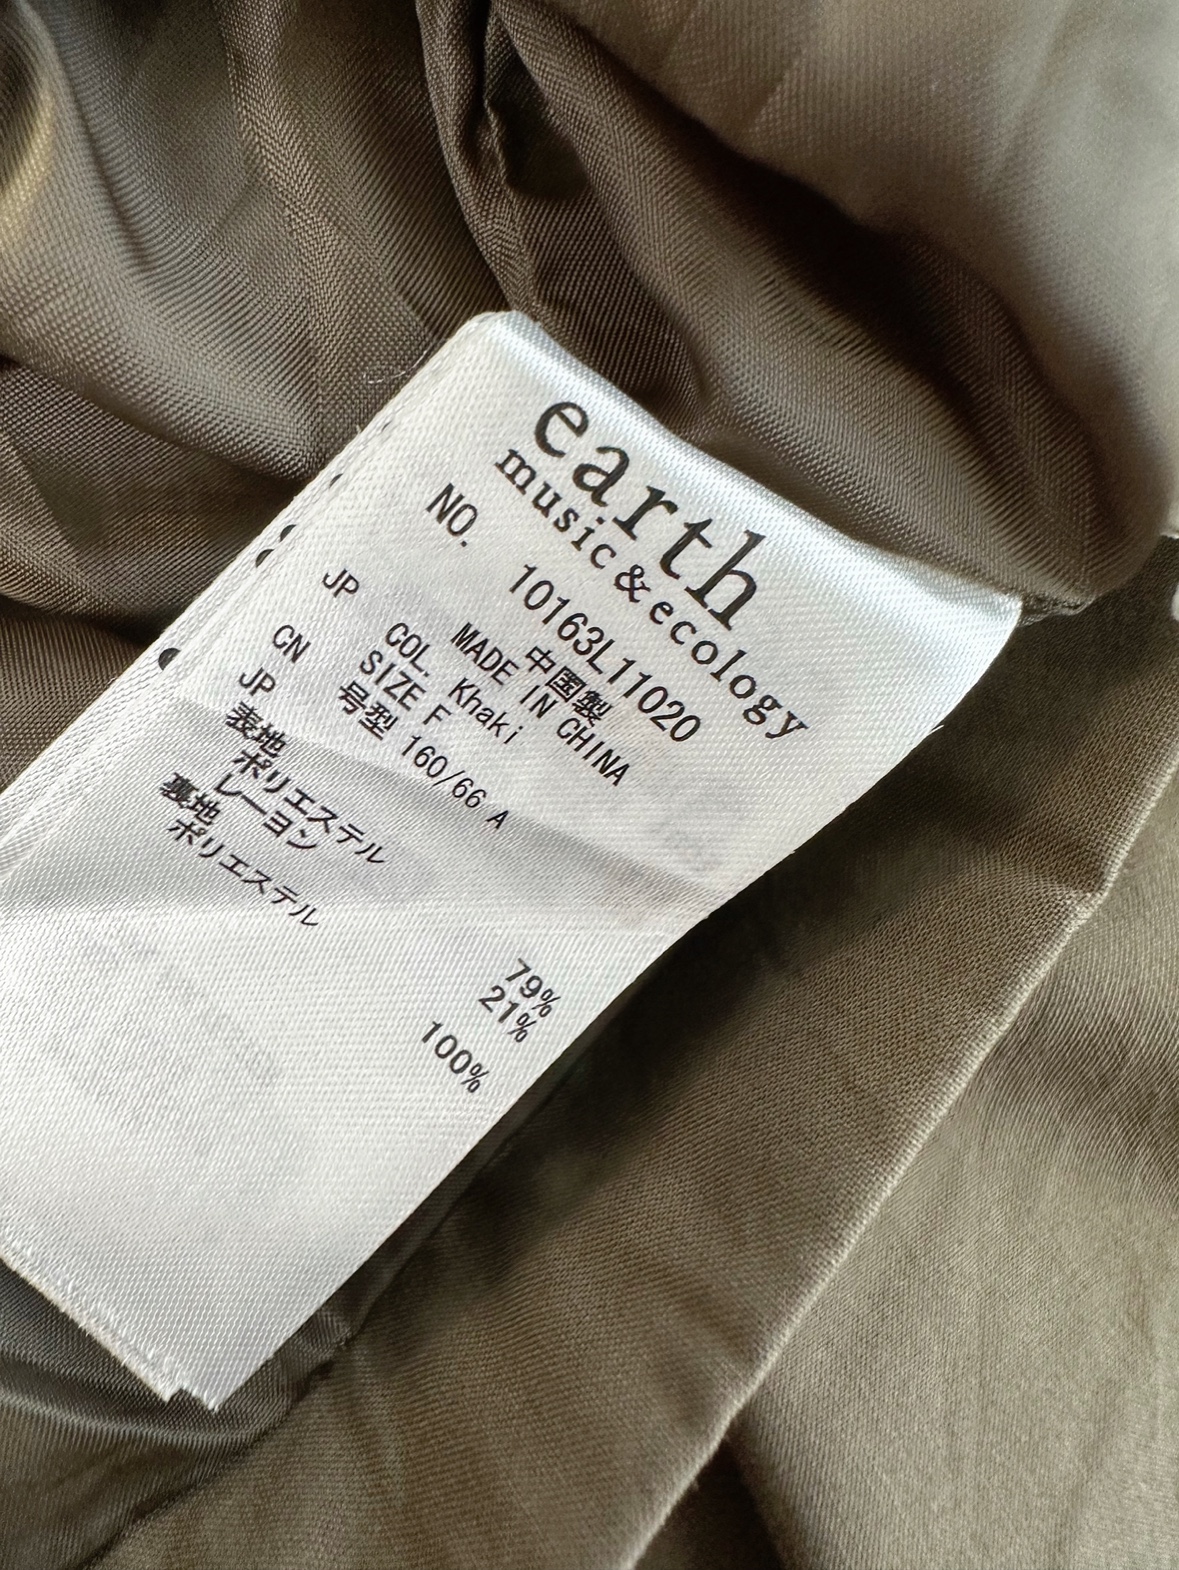 earth
music & ecology
NO. 10163L11020
中国製
MADE IN CHINA
JP COL. Khaki
SIZE F
CN 号型 160/66 A
JP
表地
ポリエステル 79%
レーヨン 21%
裏地
ポリエステル 100%